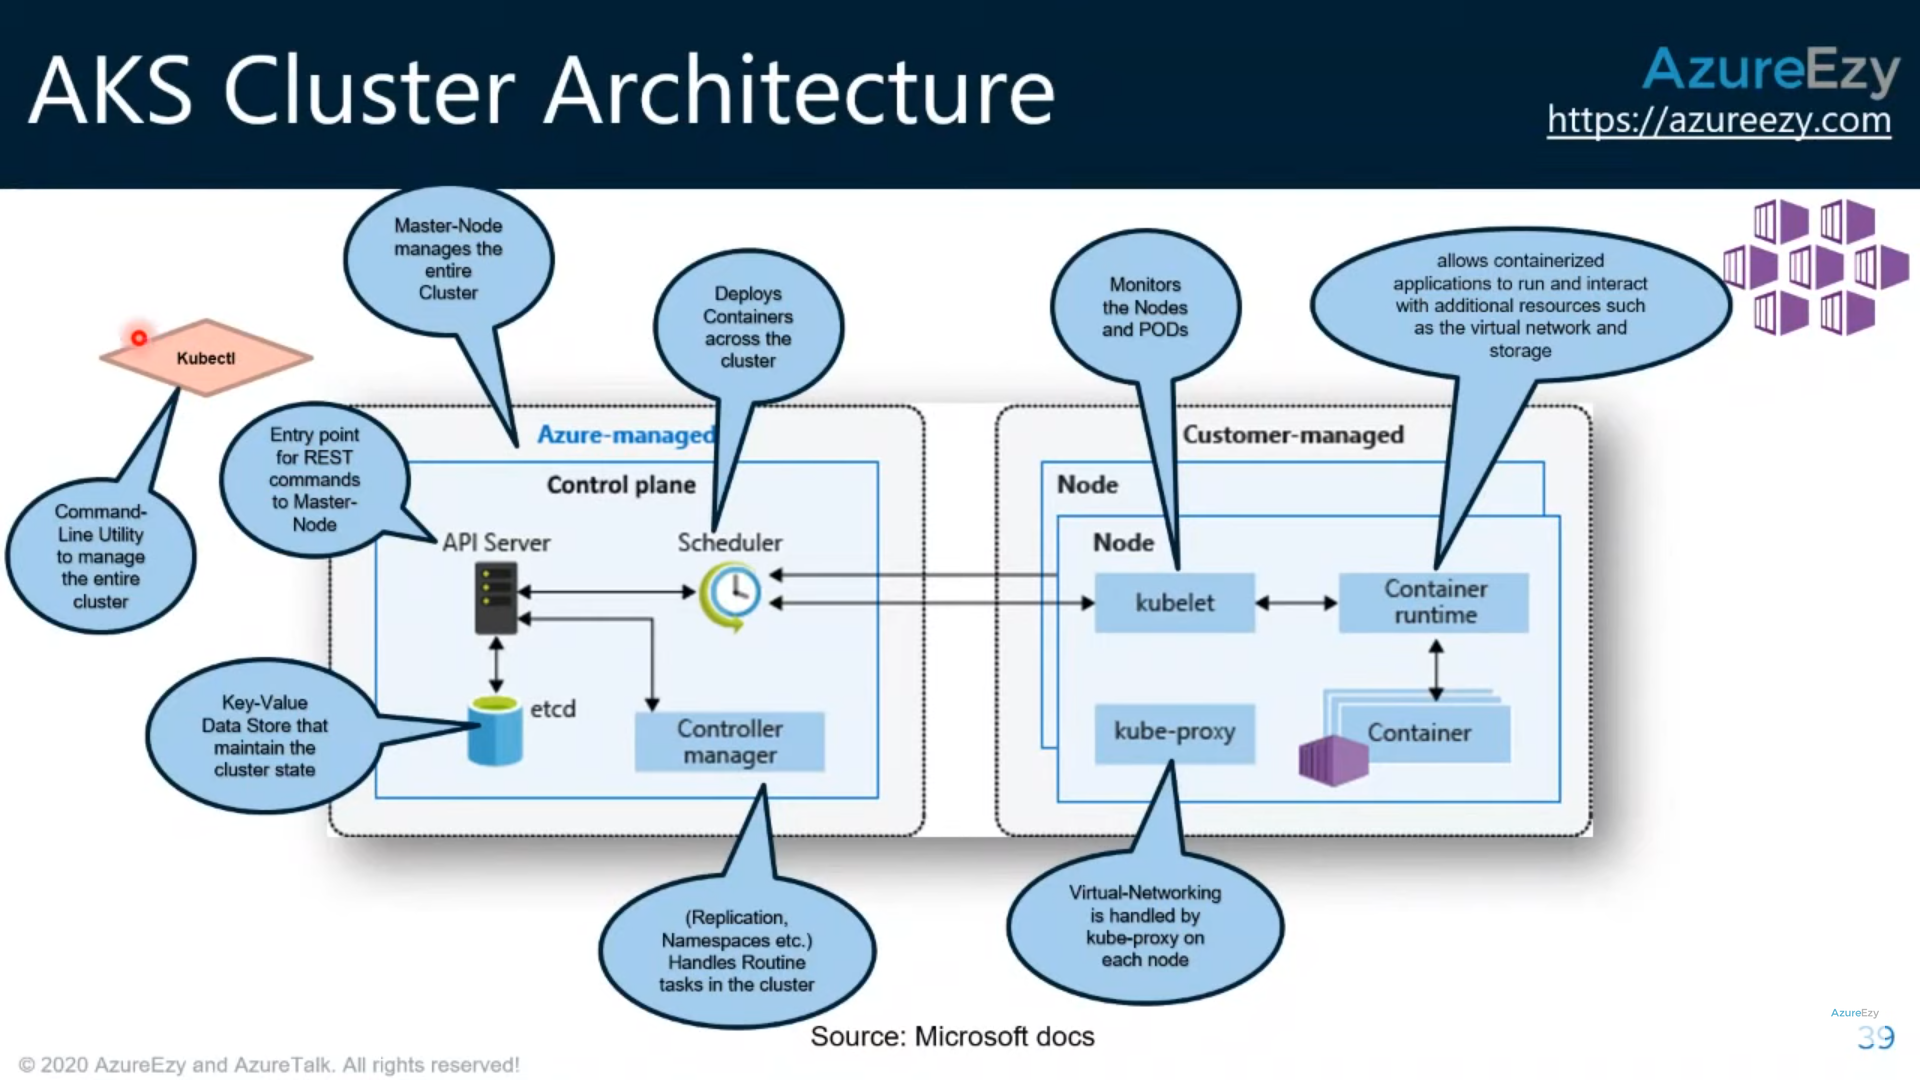 AKS Cluster Architecture
AzureEzy
https://azureezy.com
Master-Node
manages the
entire
Cluster
Deploys
Containers
across the
cluster
Monitors
the Nodes
and PODs
allows containerized
applications to run and interact
with additional resources such
as the virtual network and
storage
Kubectl
Entry point
for REST
commands
to Master-
Node
Command-
Line Utility
to manage
the entire
cluster
Azure-managed
Control plane
API Server
Scheduler
etcd
Controller
manager
Customer-managed
Node
Node
kubelet
Container
runtime
kube-proxy
Container
Key-Value
Data Store that
maintain the
cluster state
(Replication,
Namespaces etc.)
Handles Routine
tasks in the cluster
Virtual-Networking
is handled by
kube-proxy on
each node
Source: Microsoft docs
AzureEzy
39
© 2020 AzureEzy and AzureTalk. All rights reserved!